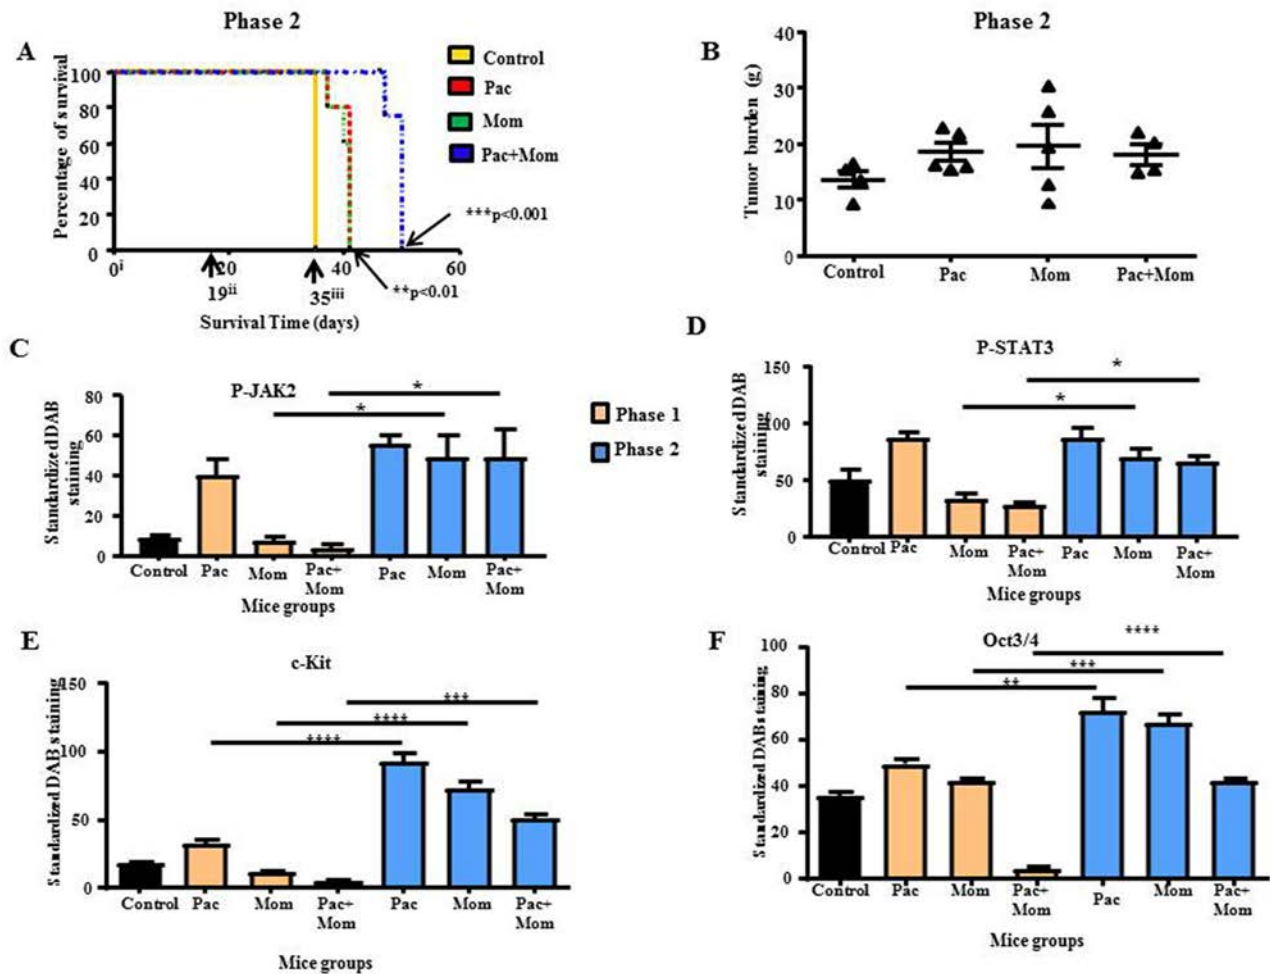 Phase 2
A
Percentage of survival
100
80
60
40
20
0
0ⁱ
20
40
60
19ⁱⁱ
35ⁱⁱⁱ
***p<0.001
**p<0.01
Survival Time (days)
Control
Pac
Mom
Pac+Mom
Phase 2
B
Tumor burden (g)
40
30
20
10
0
Control Pac Mom Pac+Mom
C
P-JAK2
Standardized DAB
staining
80
60
40
20
0
*
*
Control Pac Mom Pac+ Pac Mom Pac+
Mom Mom
Mice groups
Phase 1
Phase 2
D
P-STAT3
Standardized DAB
staining
150
100
50
0
*
*
Control Pac Mom Pac+ Pac Mom Pac+
Mom Mom
Mice groups
E
c-Kit
Standardized DAB staining
150
100
50
0
***
****
****
Control Pac Mom Pac+ Pac Mom Pac+
Mom Mom
Mice groups
F
Oct3/4
Standardized DAB staining
100
80
60
40
20
0
****
***
**
Control Pac Mom Pac+ Pac Mom Pac+
Mom Mom
Mice groups